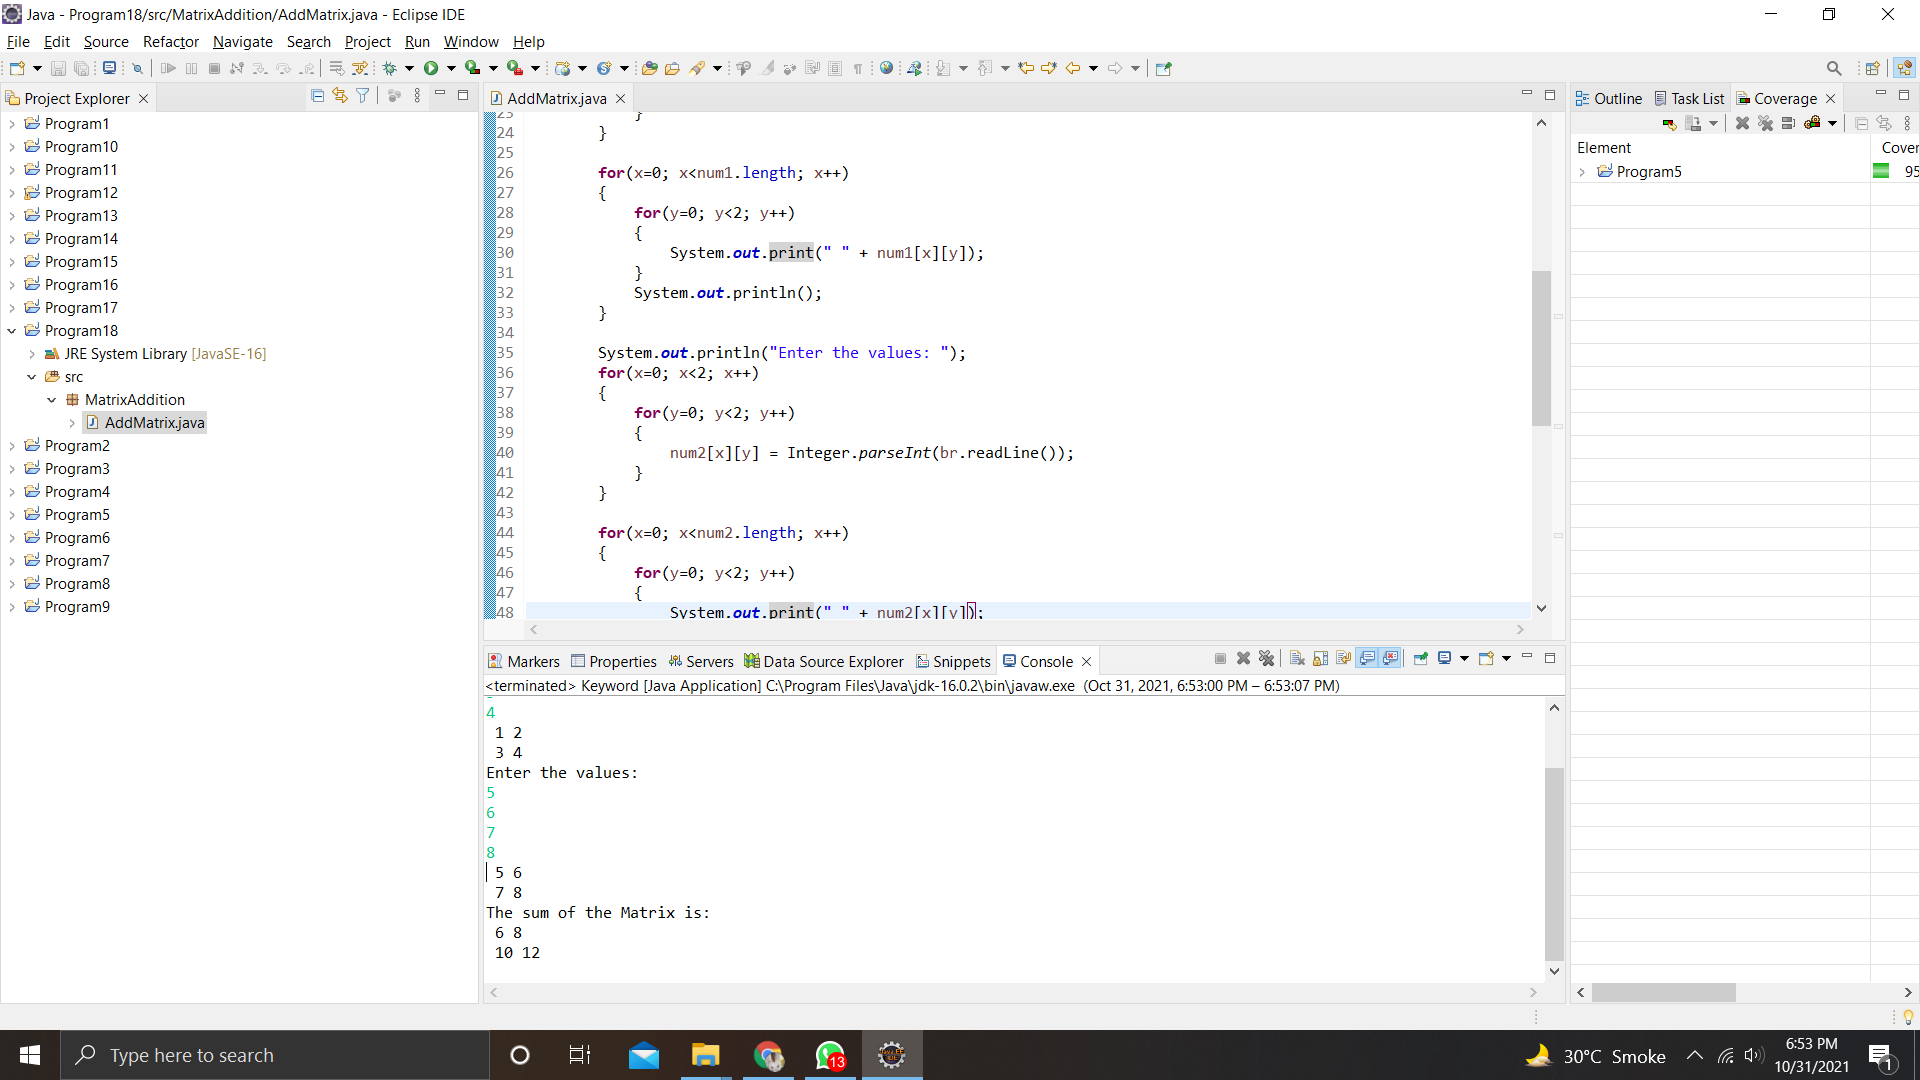 Java - Program18/src/MatrixAddition/AddMatrix.java - Eclipse IDE
File Edit Source Refactor Navigate Search Project Run Window Help
Project Explorer
Program1
Program10
Program11
Program12
Program13
Program14
Program15
Program16
Program17
Program18
JRE System Library [JavaSE-16]
src
MatrixAddition
AddMatrix.java
Program2
Program3
Program4
Program5
Program6
Program7
Program8
Program9
AddMatrix.java
23 }
24 }
25
26 for(x=0; x<num1.length; x++)
27 {
28 for(y=0; y<2; y++)
29 {
30 System.out.print(" " + num1[x][y]);
31 }
32 System.out.println();
33 }
34
35 System.out.println("Enter the values: ");
36 for(x=0; x<2; x++)
37 {
38 for(y=0; y<2; y++)
39 {
40 num2[x][y] = Integer.parseInt(br.readLine());
41 }
42 }
43
44 for(x=0; x<num2.length; x++)
45 {
46 for(y=0; y<2; y++)
47 {
48 System.out.print(" " + num2[x][y]);
Markers Properties Servers Data Source Explorer Snippets Console
<terminated> Keyword [Java Application] C:\Program Files\Java\jdk-16.0.2\bin\javaw.exe (Oct 31, 2021, 6:53:00 PM – 6:53:07 PM)
4
1 2
3 4
Enter the values:
5
6
7
8
5 6
7 8
The sum of the Matrix is:
6 8
10 12
Outline Task List Coverage
Element Cover
Program5 95
Type here to search
13
30°C Smoke
6:53 PM
10/31/2021
1